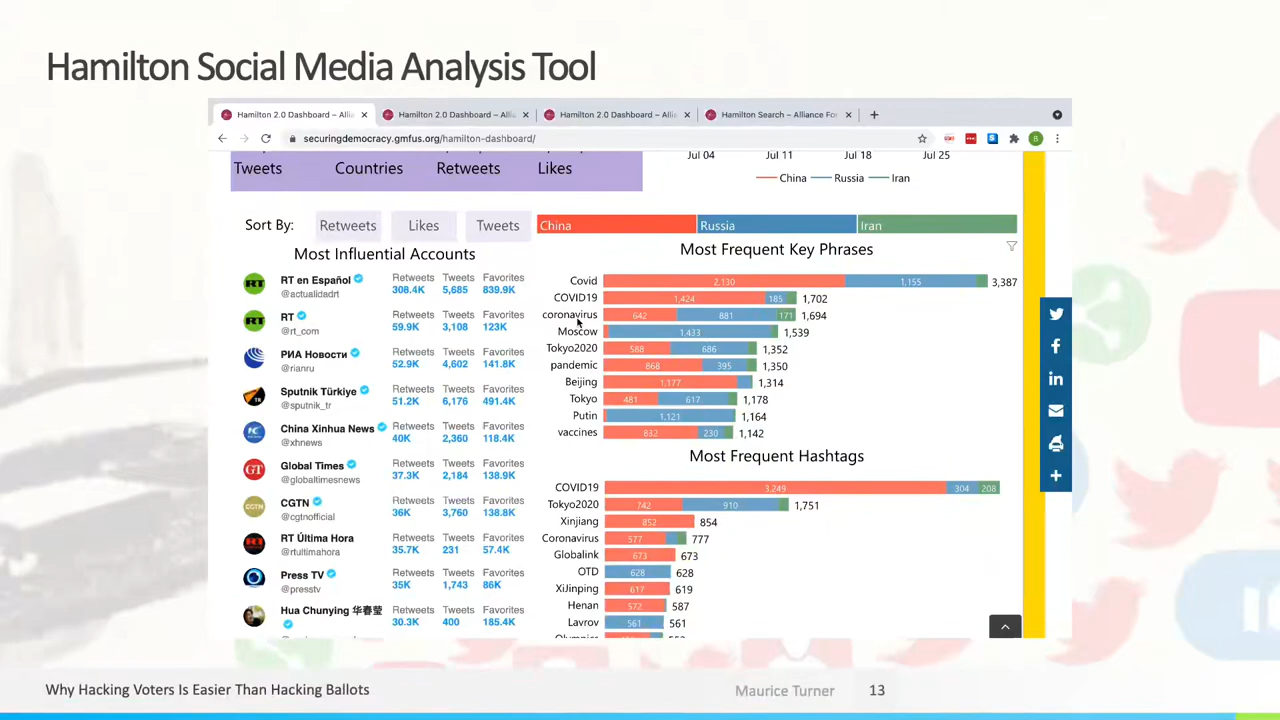 Hamilton Social Media Analysis Tool
Hamilton 2.0 Dashboard – Allia
Hamilton 2.0 Dashboard – Allia
Hamilton 2.0 Dashboard – Allia
Hamilton Search – Alliance For
securingdemocracy.gmfus.org/hamilton-dashboard/
B
Tweets Countries Retweets Likes
Jul 04 Jul 11 Jul 18 Jul 25
China Russia Iran
Sort By: Retweets Likes Tweets
China Russia Iran
Most Influential Accounts
RT en Español Retweets Tweets Favorites
@actualidadrt 308.4K 5,685 839.9K
RT Retweets Tweets Favorites
@rt_com 59.9K 3,108 123K
РИА Новости Retweets Tweets Favorites
@rianru 52.9K 4,602 141.8K
Sputnik Türkiye Retweets Tweets Favorites
@sputnik_tr 51.2K 6,176 491.4K
China Xinhua News Retweets Tweets Favorites
@xhnews 40K 2,360 118.4K
Global Times Retweets Tweets Favorites
@globaltimesnews 37.3K 2,184 138.9K
CGTN Retweets Tweets Favorites
@cgtnofficial 36K 3,760 138.8K
RT Última Hora Retweets Tweets Favorites
@rtultimahora 35.7K 231 57.4K
Press TV Retweets Tweets Favorites
@presstv 35K 1,743 86K
Hua Chunying 华春莹 Retweets Tweets Favorites
30.3K 400 185.4K
Most Frequent Key Phrases
Covid 2,130 1,155 3,387
COVID19 1,424 185 1,702
coronavirus 642 881 171 1,694
Moscow 1,433 1,539
Tokyo2020 588 686 1,352
pandemic 868 395 1,350
Beijing 1,177 1,314
Tokyo 481 617 1,178
Putin 1,121 1,164
vaccines 832 230 1,142
Most Frequent Hashtags
COVID19 3,249 304 208
Tokyo2020 742 910 1,751
Xinjiang 852 854
Coronavirus 577 777
Globalink 673 673
OTD 628 628
XiJinping 617 619
Henan 572 587
Lavrov 561 561
Olympics
Why Hacking Voters Is Easier Than Hacking Ballots
Maurice Turner 13